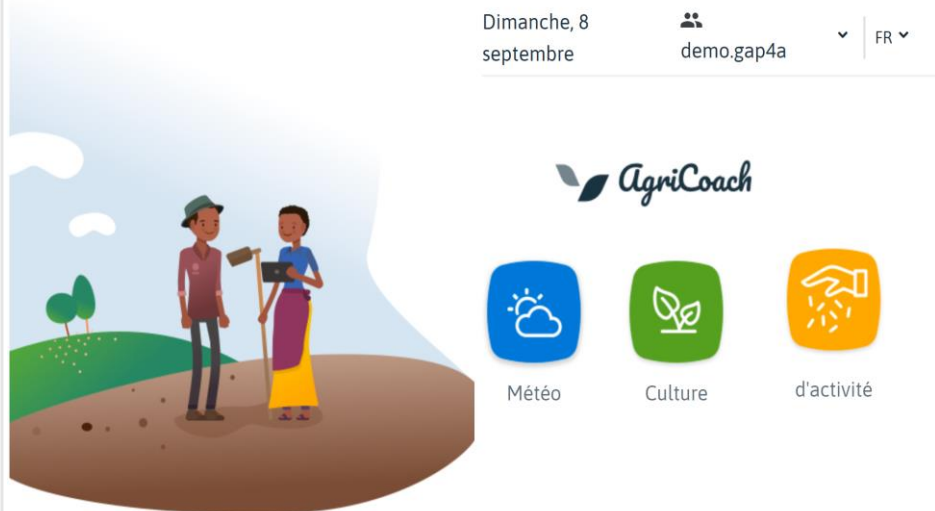 Dimanche, 8
septembre
demo.gap4a
FR
AgriCoach
Météo
Culture
d'activité